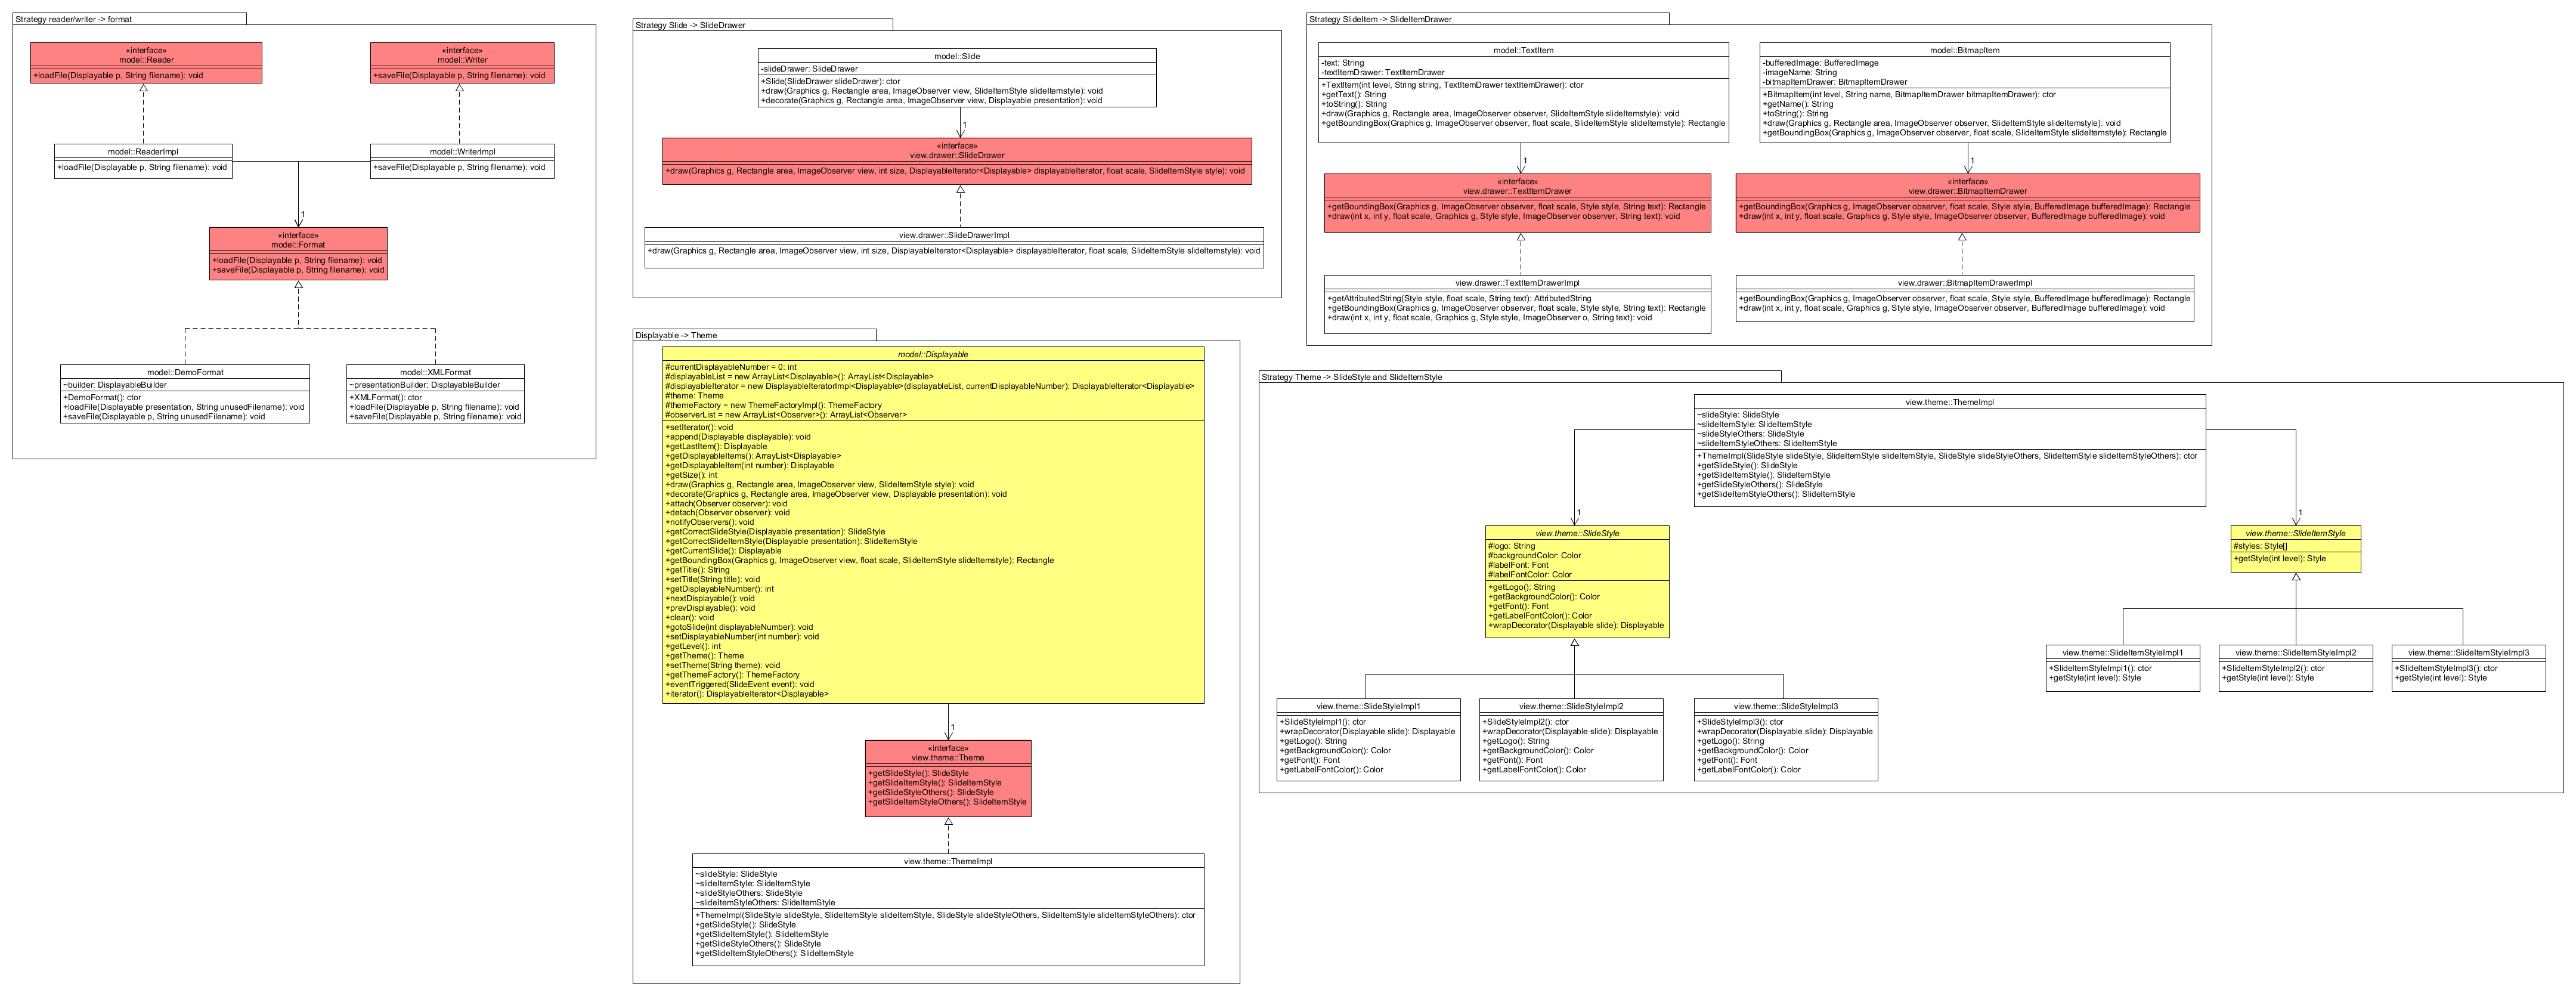 Strategy reader/writer -> format
«interface»
model::Reader
+loadFile(Displayable p, String filename): void
«interface»
model::Writer
+saveFile(Displayable p, String filename): void
model::ReaderImpl
+loadFile(Displayable p, String filename): void
model::WriterImpl
+saveFile(Displayable p, String filename): void
1
«interface»
model::Format
+loadFile(Displayable p, String filename): void
+saveFile(Displayable p, String filename): void
model::DemoFormat
~builder: DisplayableBuilder
+DemoFormat(): ctor
+loadFile(Displayable presentation, String unusedFilename): void
+saveFile(Displayable p, String unusedFilename): void
model::XMLFormat
~presentationBuilder: DisplayableBuilder
+XMLFormat(): ctor
+loadFile(Displayable p, String filename): void
+saveFile(Displayable p, String filename): void
Strategy Slide -> SlideDrawer
model::Slide
-slideDrawer: SlideDrawer
+Slide(SlideDrawer slideDrawer): ctor
+draw(Graphics g, Rectangle area, ImageObserver view, SlideItemStyle slideItemstyle): void
+decorate(Graphics g, Rectangle area, ImageObserver view, Displayable presentation): void
1
«interface»
view.drawer::SlideDrawer
+draw(Graphics g, Rectangle area, ImageObserver view, int size, DisplayableIterator<Displayable> displayableIterator, float scale, SlideItemStyle style): void
view.drawer::SlideDrawerImpl
+draw(Graphics g, Rectangle area, ImageObserver view, int size, DisplayableIterator<Displayable> displayableIterator, float scale, SlideItemStyle slideItemstyle): void
Displayable -> Theme
model::Displayable
#currentDisplayableNumber = 0: int
#displayableList = new ArrayList<Displayable>(): ArrayList<Displayable>
#displayableIterator = new DisplayableIteratorImpl<Displayable>(displayableList, currentDisplayableNumber): DisplayableIterator<Displayable>
#theme: Theme
#themeFactory = new ThemeFactoryImpl(): ThemeFactory
#observerList = new ArrayList<Observer>(): ArrayList<Observer>
+setIterator(): void
+append(Displayable displayable): void
+getLastItem(): Displayable
+getDisplayableItems(): ArrayList<Displayable>
+getDisplayableItem(int number): Displayable
+getSize(): int
+draw(Graphics g, Rectangle area, ImageObserver view, SlideItemStyle style): void
+decorate(Graphics g, Rectangle area, ImageObserver view, Displayable presentation): void
+attach(Observer observer): void
+detach(Observer observer): void
+notifyObservers(): void
+getCorrectSlideStyle(Displayable presentation): SlideStyle
+getCorrectSlideItemStyle(Displayable presentation): SlideItemStyle
+getCurrentSlide(): Displayable
+getBoundingBox(Graphics g, ImageObserver view, float scale, SlideItemStyle slideItemstyle): Rectangle
+getTitle(): String
+setTitle(String title): void
+getDisplayableNumber(): int
+nextDisplayable(): void
+prevDisplayable(): void
+clear(): void
+gotoSlide(int displayableNumber): void
+setDisplayableNumber(int number): void
+getLevel(): int
+getTheme(): Theme
+setTheme(String theme): void
+getThemeFactory(): ThemeFactory
+eventTriggered(SlideEvent event): void
+iterator(): DisplayableIterator<Displayable>
1
«interface»
view.theme::Theme
+getSlideStyle(): SlideStyle
+getSlideItemStyle(): SlideItemStyle
+getSlideStyleOthers(): SlideStyle
+getSlideItemStyleOthers(): SlideItemStyle
view.theme::ThemeImpl
~slideStyle: SlideStyle
~slideItemStyle: SlideItemStyle
~slideStyleOthers: SlideStyle
~slideItemStyleOthers: SlideItemStyle
+ThemeImpl(SlideStyle slideStyle, SlideItemStyle slideItemStyle, SlideStyle slideStyleOthers, SlideItemStyle slideItemStyleOthers): ctor
+getSlideStyle(): SlideStyle
+getSlideItemStyle(): SlideItemStyle
+getSlideStyleOthers(): SlideStyle
+getSlideItemStyleOthers(): SlideItemStyle
Strategy SlideItem -> SlideItemDrawer
model::TextItem
-text: String
-textItemDrawer: TextItemDrawer
+TextItem(int level, String string, TextItemDrawer textItemDrawer): ctor
+getText(): String
+toString(): String
+draw(Graphics g, Rectangle area, ImageObserver observer, SlideItemStyle slideItemstyle): void
+getBoundingBox(Graphics g, ImageObserver observer, float scale, SlideItemStyle slideItemstyle): Rectangle
1
«interface»
view.drawer::TextItemDrawer
+getBoundingBox(Graphics g, ImageObserver observer, float scale, Style style, String text): Rectangle
+draw(int x, int y, float scale, Graphics g, Style style, ImageObserver observer, String text): void
view.drawer::TextItemDrawerImpl
+getAttributedString(Style style, float scale, String text): AttributedString
+getBoundingBox(Graphics g, ImageObserver observer, float scale, Style style, String text): Rectangle
+draw(int x, int y, float scale, Graphics g, Style style, ImageObserver o, String text): void
model::BitmapItem
-bufferedImage: BufferedImage
-imageName: String
-bitmapItemDrawer: BitmapItemDrawer
+BitmapItem(int level, String name, BitmapItemDrawer bitmapItemDrawer): ctor
+getName(): String
+toString(): String
+draw(Graphics g, Rectangle area, ImageObserver observer, SlideItemStyle slideItemstyle): void
+getBoundingBox(Graphics g, ImageObserver observer, float scale, SlideItemStyle slideItemstyle): Rectangle
1
«interface»
view.drawer::BitmapItemDrawer
+getBoundingBox(Graphics g, ImageObserver observer, float scale, Style style, BufferedImage bufferedImage): Rectangle
+draw(int x, int y, float scale, Graphics g, Style style, ImageObserver observer, BufferedImage bufferedImage): void
view.drawer::BitmapItemDrawerImpl
+getBoundingBox(Graphics g, ImageObserver observer, float scale, Style style, BufferedImage bufferedImage): Rectangle
+draw(int x, int y, float scale, Graphics g, Style style, ImageObserver observer, BufferedImage bufferedImage): void
Strategy Theme -> SlideStyle and SlideItemStyle
view.theme::ThemeImpl
~slideStyle: SlideStyle
~slideItemStyle: SlideItemStyle
~slideStyleOthers: SlideStyle
~slideItemStyleOthers: SlideItemStyle
+ThemeImpl(SlideStyle slideStyle, SlideItemStyle slideItemStyle, SlideStyle slideStyleOthers, SlideItemStyle slideItemStyleOthers): ctor
+getSlideStyle(): SlideStyle
+getSlideItemStyle(): SlideItemStyle
+getSlideStyleOthers(): SlideStyle
+getSlideItemStyleOthers(): SlideItemStyle
1
view.theme::SlideStyle
#logo: String
#backgroundColor: Color
#labelFont: Font
#labelFontColor: Color
+getLogo(): String
+getBackgroundColor(): Color
+getFont(): Font
+getLabelFontColor(): Color
+wrapDecorator(Displayable slide): Displayable
1
view.theme::SlideItemStyle
#styles: Style[]
+getStyle(int level): Style
view.theme::SlideItemStyleImpl1
+SlideItemStyleImpl1(): ctor
+getStyle(int level): Style
view.theme::SlideItemStyleImpl2
+SlideItemStyleImpl2(): ctor
+getStyle(int level): Style
view.theme::SlideItemStyleImpl3
+SlideItemStyleImpl3(): ctor
+getStyle(int level): Style
view.theme::SlideStyleImpl1
+SlideStyleImpl1(): ctor
+wrapDecorator(Displayable slide): Displayable
+getLogo(): String
+getBackgroundColor(): Color
+getFont(): Font
+getLabelFontColor(): Color
view.theme::SlideStyleImpl2
+SlideStyleImpl2(): ctor
+wrapDecorator(Displayable slide): Displayable
+getLogo(): String
+getBackgroundColor(): Color
+getFont(): Font
+getLabelFontColor(): Color
view.theme::SlideStyleImpl3
+SlideStyleImpl3(): ctor
+wrapDecorator(Displayable slide): Displayable
+getLogo(): String
+getBackgroundColor(): Color
+getFont(): Font
+getLabelFontColor(): Color